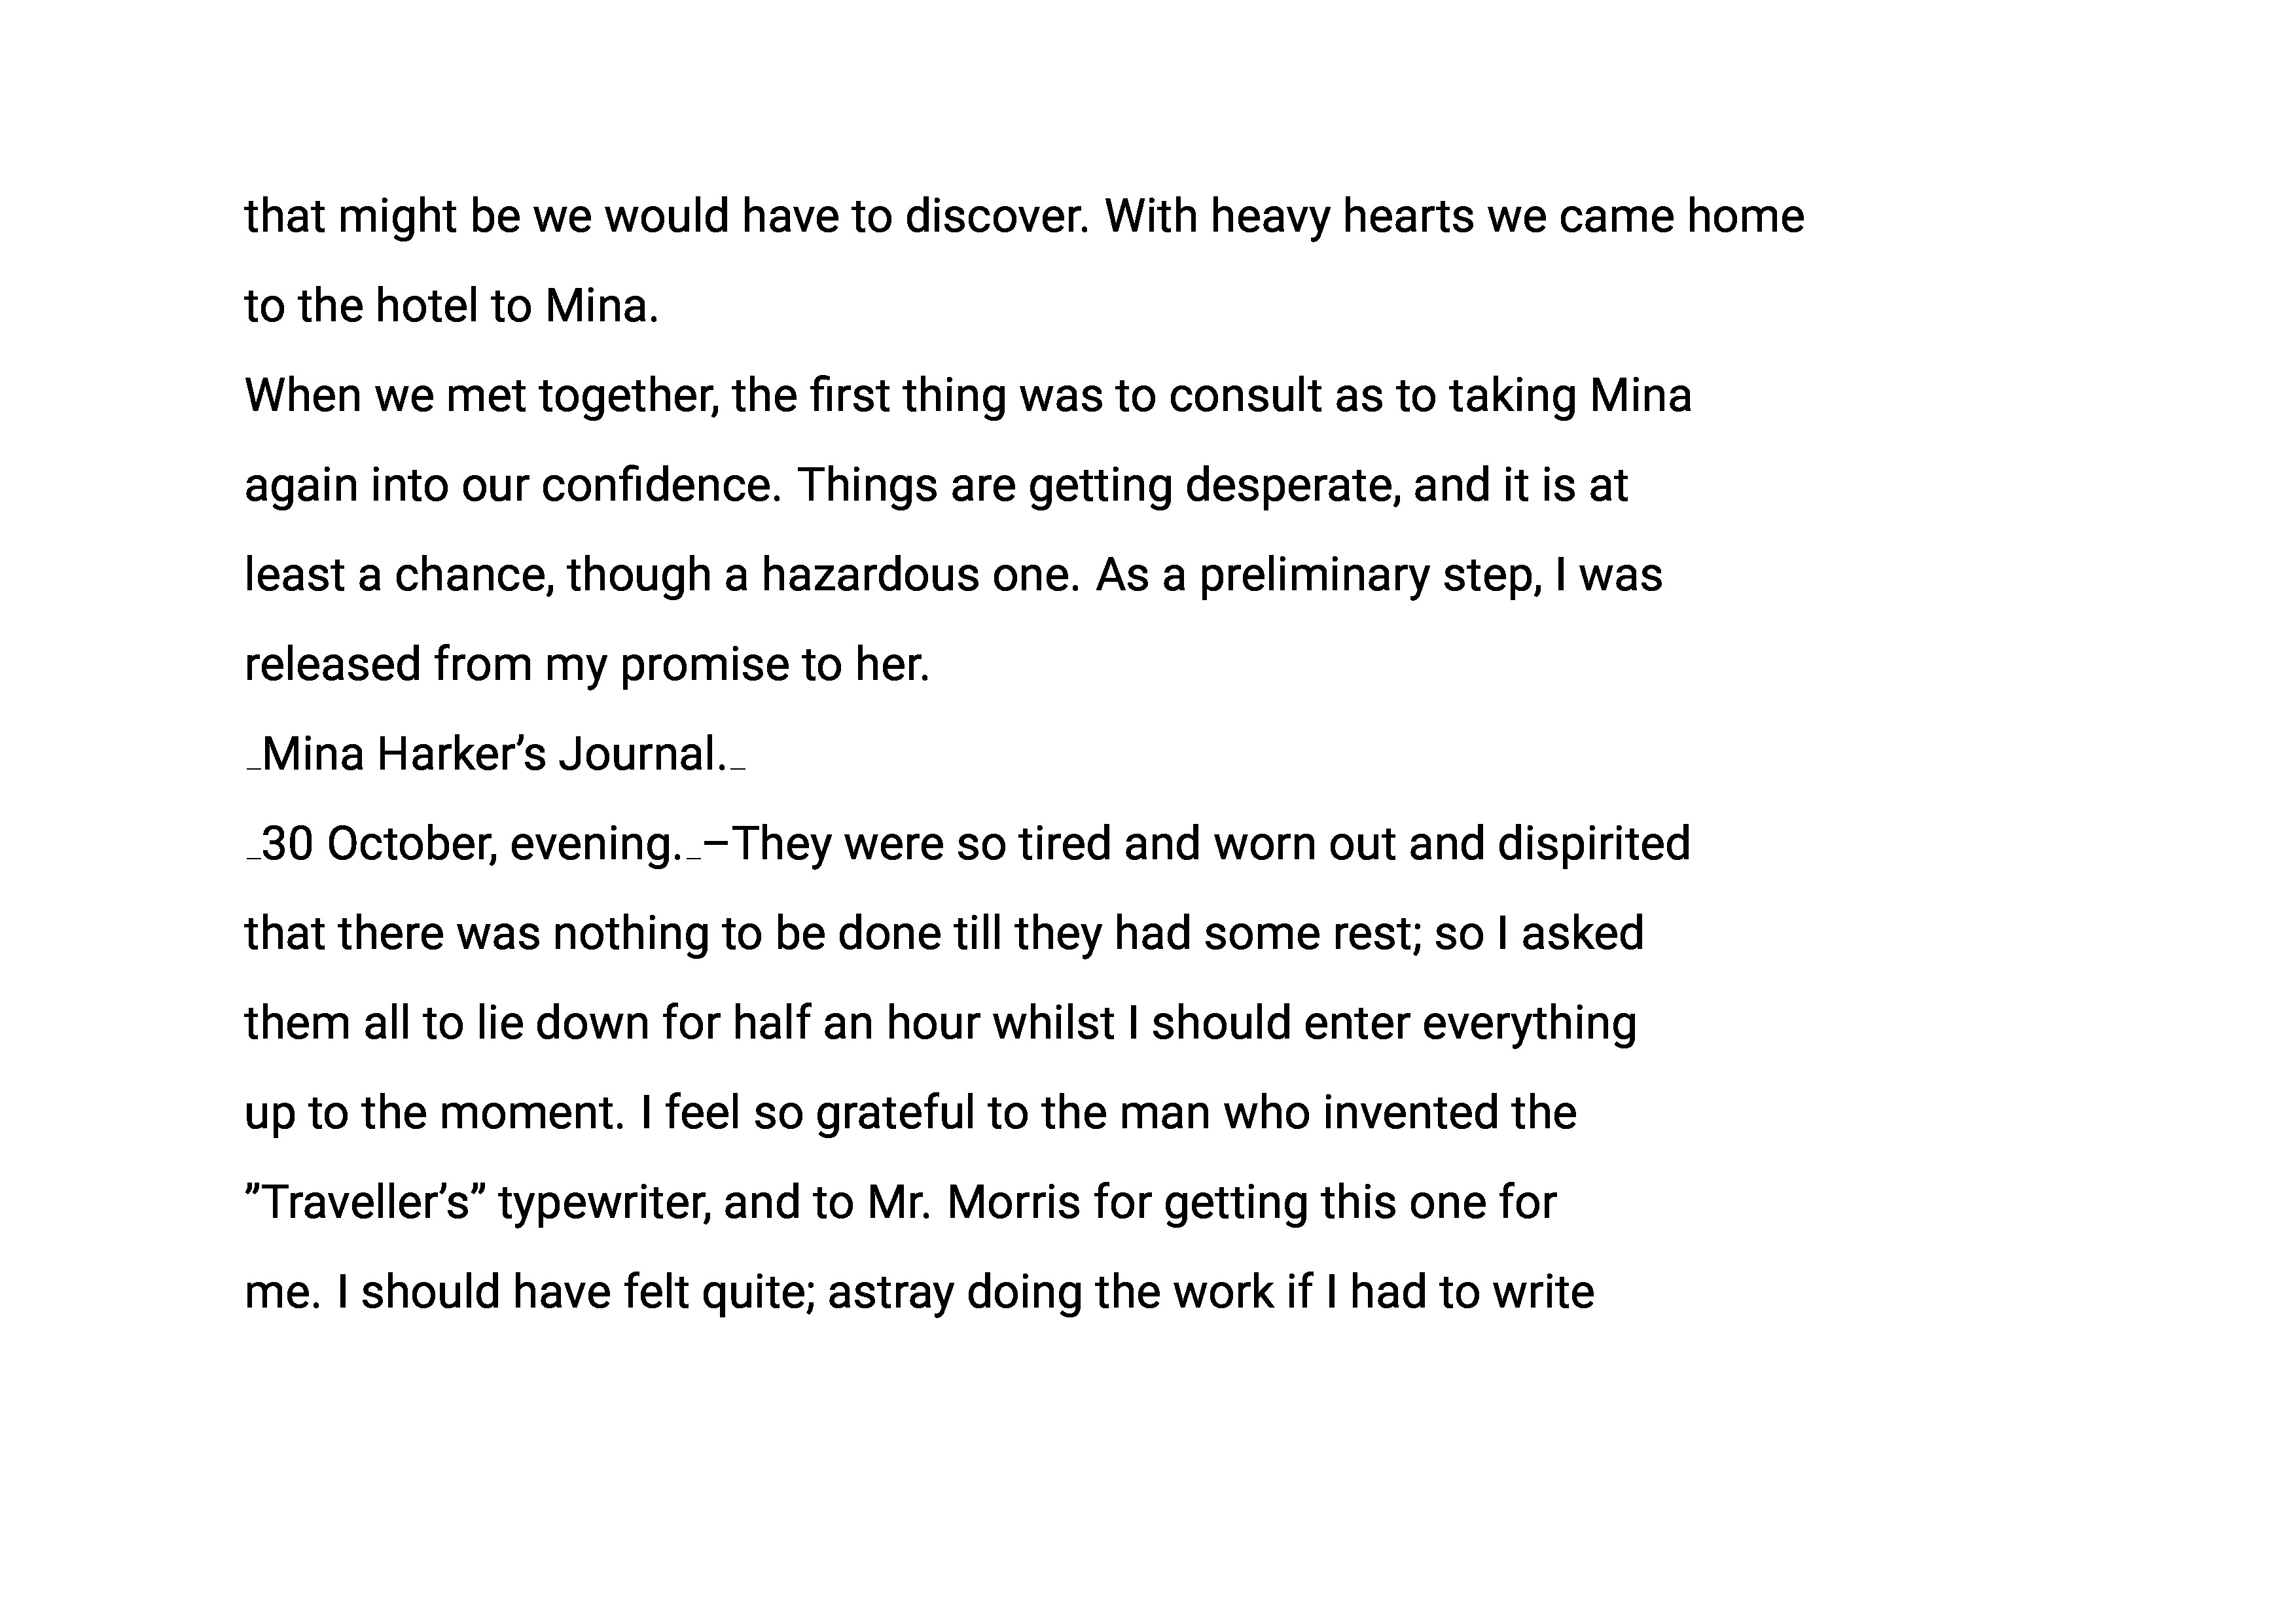 that might be we would have to discover. With heavy hearts we came home
to the hotel to Mina.
When we met together, the first thing was to consult as to taking Mina
again into our confidence. Things are getting desperate, and it is at
least a chance, though a hazardous one. As a preliminary step, I was
released from my promise to her.
_Mina Harker’s Journal._
_30 October, evening._–They were so tired and worn out and dispirited
that there was nothing to be done till they had some rest; so I asked
them all to lie down for half an hour whilst I should enter everything
up to the moment. I feel so grateful to the man who invented the
”Traveller’s” typewriter, and to Mr. Morris for getting this one for
me. I should have felt quite; astray doing the work if I had to write